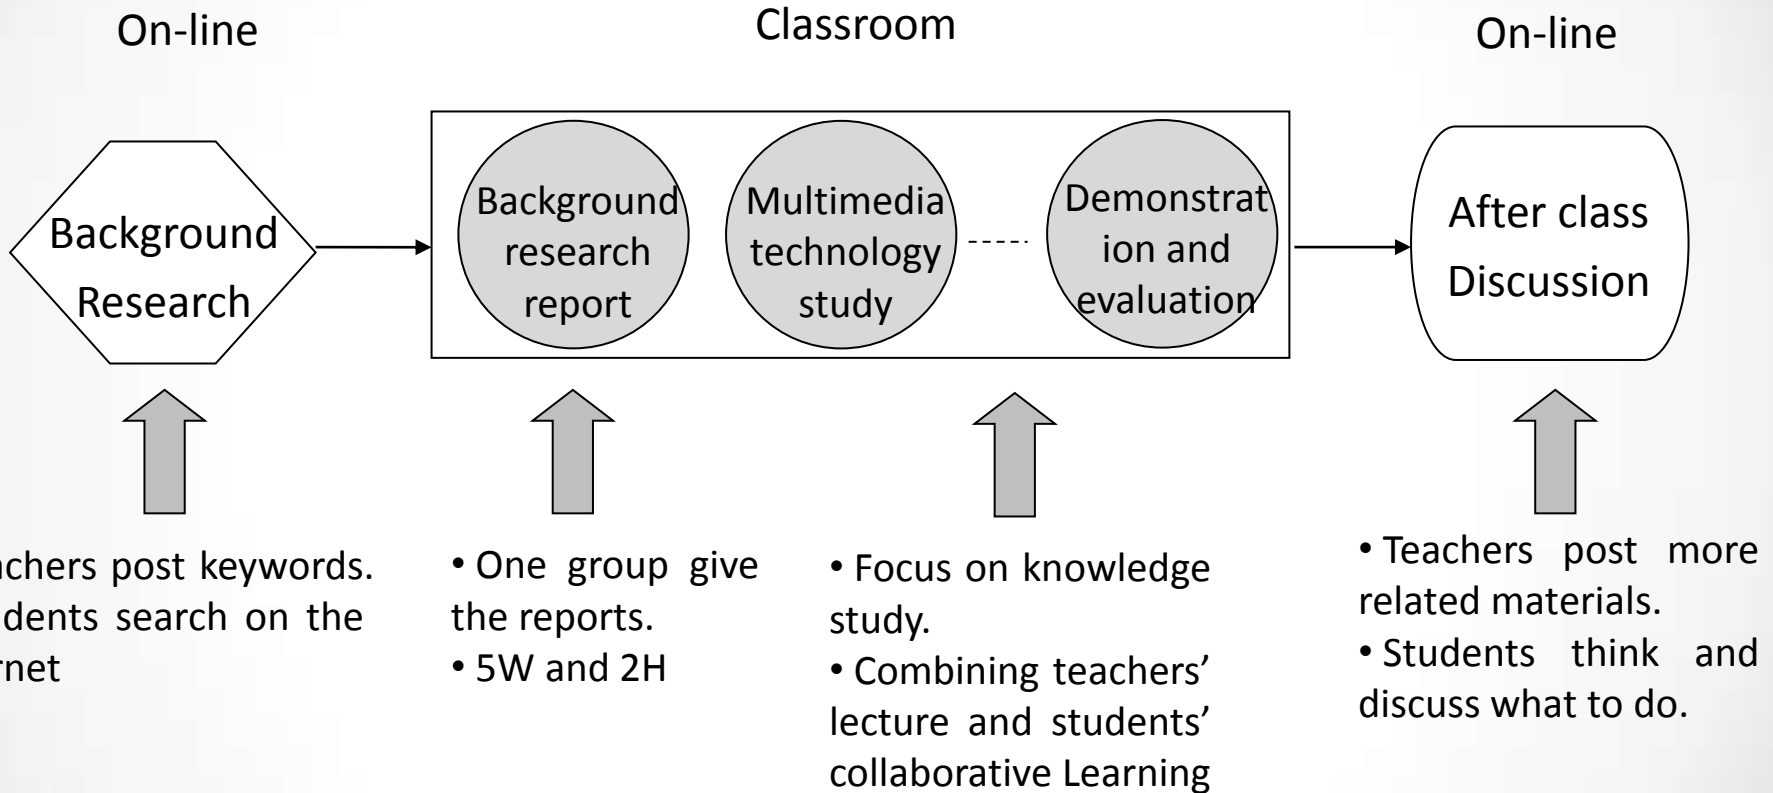 On-line
Classroom
On-line
Background
Research
Background
research
report
Multimedia
technology
study
Demonstrat
ion and
evaluation
After class
Discussion
achers post keywords.
dents search on the
rnet
• One group give
the reports.
• 5W and 2H
• Focus on knowledge
study.
• Combining teachers’
lecture and students’
collaborative Learning
• Teachers post more
related materials.
• Students think and
discuss what to do.